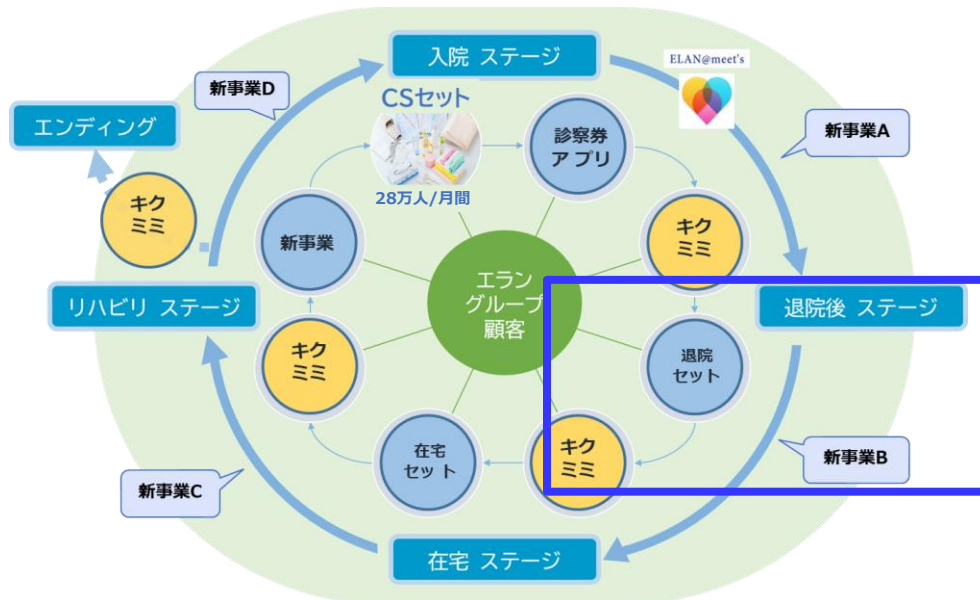 入院 ステージ
ELAN@meet's
新事業D
CSセット
エンディング
診察券
ア プリ
新事業A
28万人/月間
キク
ミミ
新事業
キク
ミミ
エラン
グループ
顧客
リハビリ ステージ
退院後 ステージ
キク
ミミ
退院
セット
在宅
セッ ト
キク
ミミ
新事業B
新事業C
在宅 ステージ